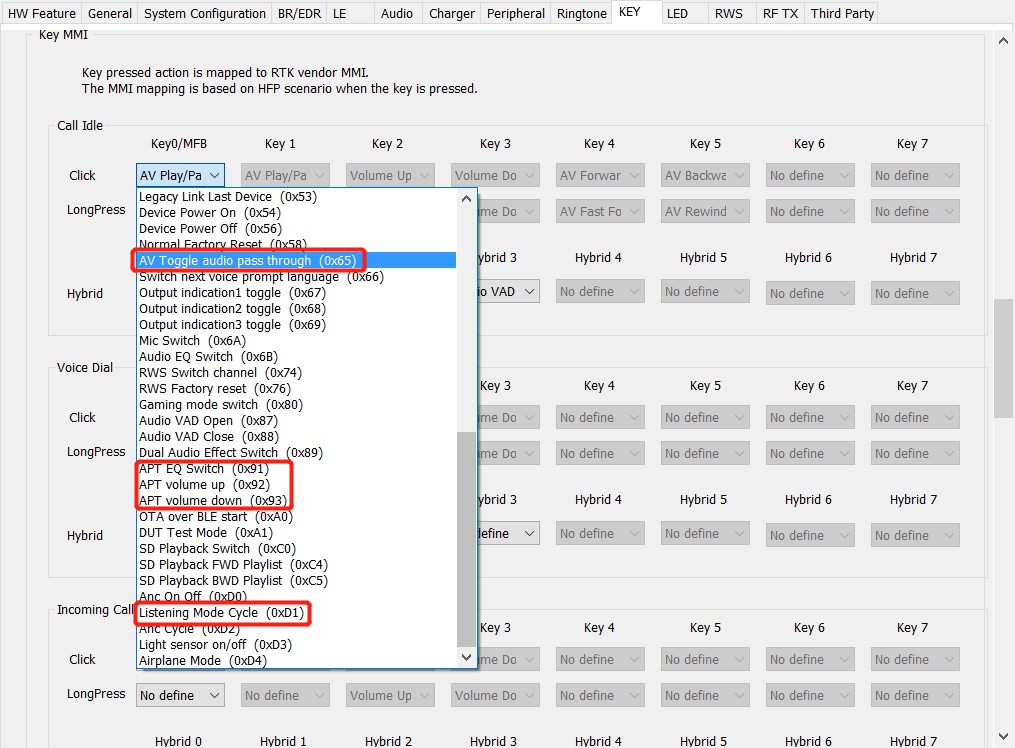 HW Feature General System Configuration BR/EDR LE Audio Charger Peripheral Ringtone KEY LED RWS RF TX Third Party
Key MMI
Key pressed action is mapped to RTK vendor MMI.
The MMI mapping is based on HFP scenario when the key is pressed.
Call Idle
Key0/MFB Key 1 Key 2 Key 3 Key 4 Key 5 Key 6 Key 7
Click AV Play/Pa AV Play/Pa Volume Up Volume Do AV Forwar AV Backwa No define No define
Legacy Link Last Device (0x53)
LongPress Device Power On (0x54) Do AV Fast Fo AV Rewind No define No define
Device Power Off (0x56)
Normal Factory Reset (0x58)
AV Toggle audio pass through (0x65) 3 Hybrid 4 Hybrid 5 Hybrid 6 Hybrid 7
Switch next voice prompt language (0x66)
Hybrid Output indication1 toggle (0x67) VAD No define No define No define No define
Output indication2 toggle (0x68)
Output indication3 toggle (0x69)
Mic Switch (0x6A)
Audio EQ Switch (0x6B)
Voice Dial RWS Switch channel (0x74)
RWS Factory reset (0x76) Key 3 Key 4 Key 5 Key 6 Key 7
Gaming mode switch (0x80)
Click Audio VAD Open (0x87) Do No define No define No define No define
Audio VAD Close (0x88)
LongPress Dual Audio Effect Switch (0x89) Do No define No define No define No define
APT EQ Switch (0x91)
APT volume up (0x92)
APT volume down (0x93) 3 Hybrid 4 Hybrid 5 Hybrid 6 Hybrid 7
OTA over BLE start (0xA0)
Hybrid DUT Test Mode (0xA1) define No define No define No define No define
SD Playback Switch (0xC0)
SD Playback FWD Playlist (0xC4)
SD Playback BWD Playlist (0xC5)
Anc On Off (0xD0)
Incoming Call Listening Mode Cycle (0xD1)
Anc Cycle (0xD2) Key 3 Key 4 Key 5 Key 6 Key 7
Light sensor on/off (0xD3)
Click Airplane Mode (0xD4) Do No define No define No define No define
LongPress No define No define Volume Up Volume Do No define No define No define No define
Hybrid 0 Hybrid 1 Hybrid 2 Hybrid 3 Hybrid 4 Hybrid 5 Hybrid 6 Hybrid 7